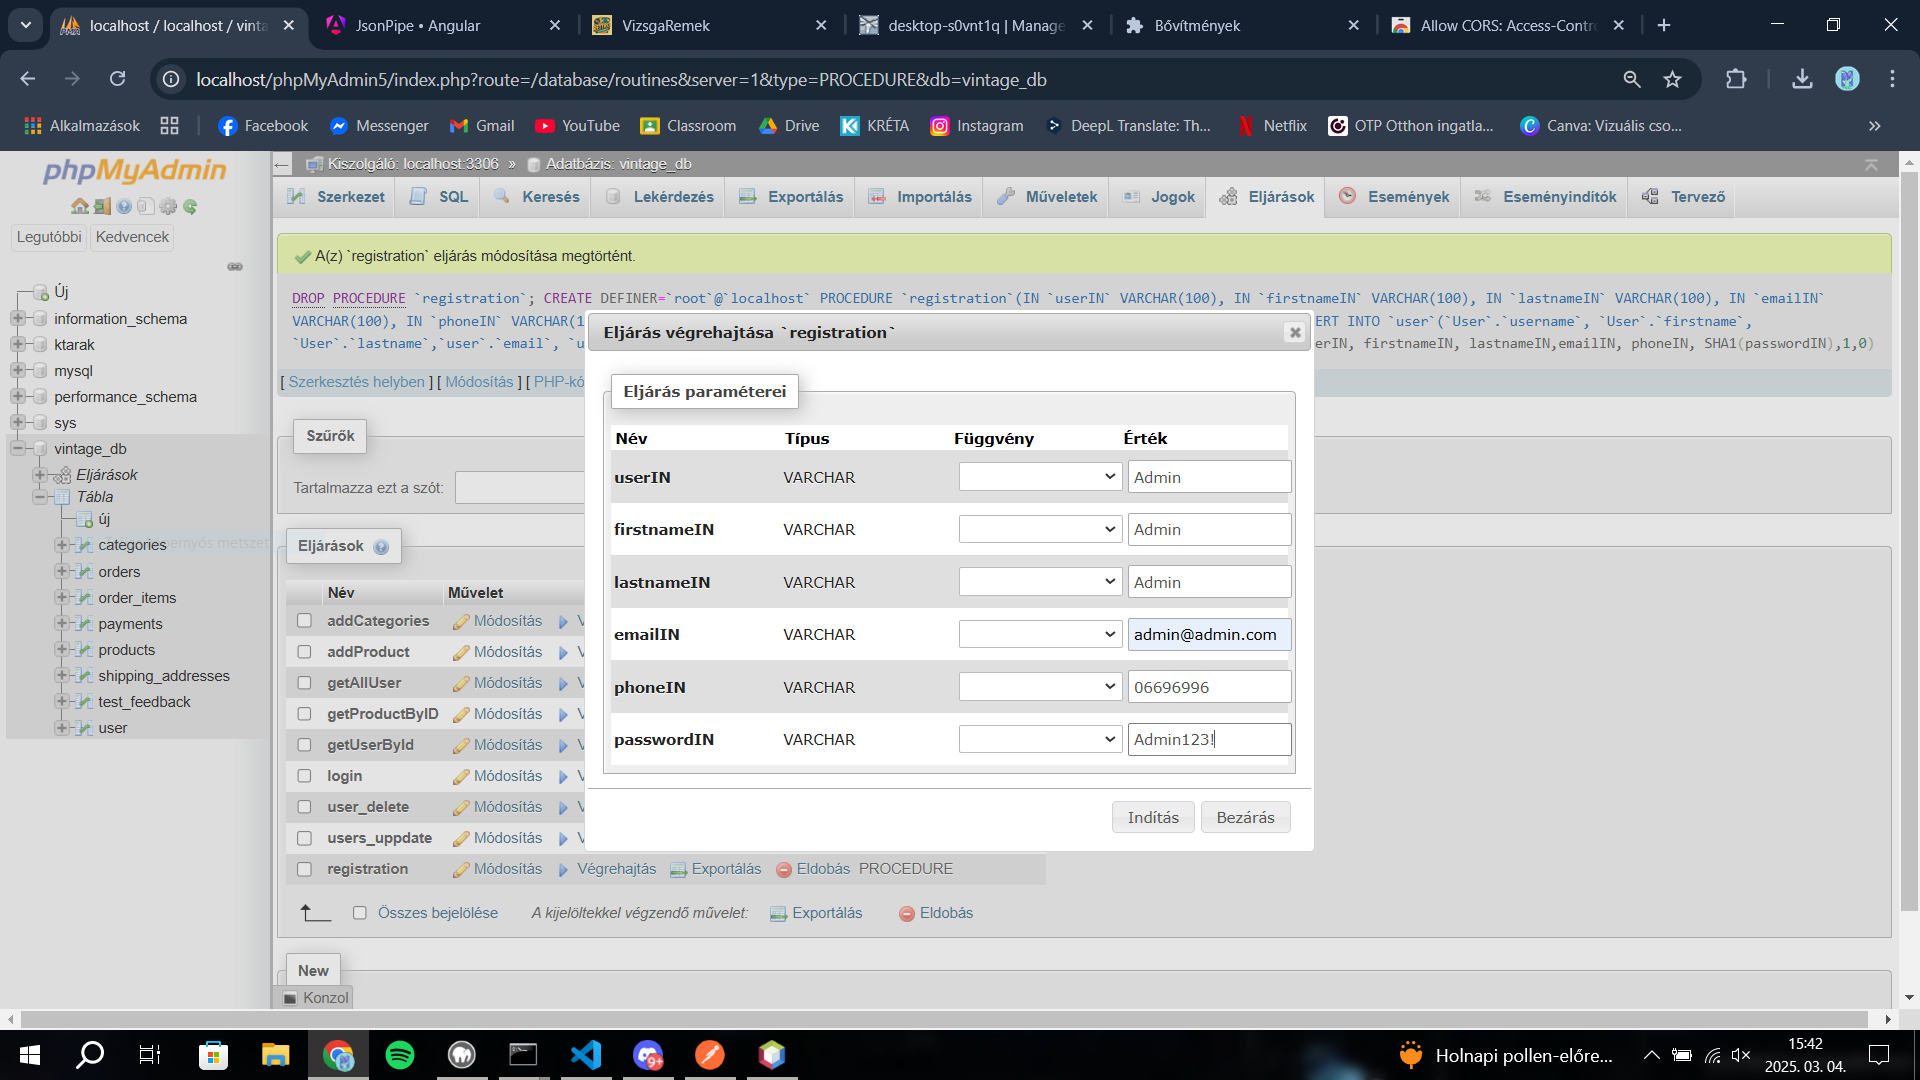 localhost / localhost / vinta
JsonPipe • Angular
VizsgaRemek
desktop-s0vnt1q | Manage
Bővítmények
Allow CORS: Access-Contro
localhost/phpMyAdmin5/index.php?route=/database/routines&server=1&type=PROCEDURE&db=vintage_db
Alkalmazások
Facebook
Messenger
Gmail
YouTube
Classroom
Drive
KRÉTA
Instagram
DeepL Translate: Th...
Netflix
OTP Otthon ingatla...
Canva: Vizuális cso...
phpMyAdmin
Legutóbbi
Kedvencek
Új
information_schema
ktarak
mysql
performance_schema
sys
vintage_db
Eljárások
Tábla
új
categories
orders
order_items
payments
products
shipping_addresses
test_feedback
user
Kiszolgáló: localhost:3306 » Adatbázis: vintage_db
Szerkezet
SQL
Keresés
Lekérdezés
Exportálás
Importálás
Műveletek
Jogok
Eljárások
Események
Eseményindítók
Tervező
A(z) `registration` eljárás módosítása megtörtént.
DROP PROCEDURE `registration`; CREATE DEFINER=`root`@`localhost` PROCEDURE `registration`(IN `userIN` VARCHAR(100), IN `firstnameIN` VARCHAR(100), IN `lastnameIN` VARCHAR(100), IN `emailIN`
VARCHAR(100), IN `phoneIN` VARCHAR(1 ERT INTO `user`(`User`.`username`, `User`.`firstname`,
`User`.`lastname`,`user`.`email`, `u erIN, firstnameIN, lastnameIN,emailIN, phoneIN, SHA1(passwordIN),1,0)
[ Szerkesztés helyben ] [ Módosítás ] [ PHP-kó
Szűrők
Tartalmazza ezt a szót:
Eljárások
Név Művelet
addCategories Módosítás V
addProduct Módosítás V
getAllUser Módosítás V
getProductByID Módosítás V
getUserById Módosítás V
login Módosítás V
user_delete Módosítás V
users_uppdate Módosítás V
registration Módosítás Végrehajtás Exportálás Eldobás PROCEDURE
Összes bejelölése A kijelöltekkel végzendő művelet: Exportálás Eldobás
New
Konzol
Eljárás végrehajtása `registration`
Eljárás paraméterei
Név Típus Függvény Érték
userIN VARCHAR Admin
firstnameIN VARCHAR Admin
lastnameIN VARCHAR Admin
emailIN VARCHAR admin@admin.com
phoneIN VARCHAR 06696996
passwordIN VARCHAR Admin123!
Indítás
Bezárás
9+
Holnapi pollen-előre...
15:42
2025. 03. 04.